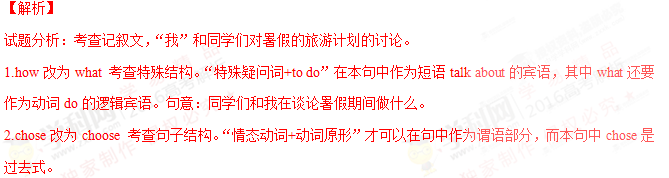 【解析】
试题分析：考查记叙文，“我”和同学们对暑假的旅游计划的讨论。
1.how 改为 what 考查特殊结构。“特殊疑问词+to do”在本句中作为短语 talk about 的宾语，其中 what 还要
作为动词 do 的逻辑宾语。句意：同学们和我在谈论暑假期间做什么。
2.chose 改为 choose 考查句子结构。“情态动词+动词原形”才可以在句中作为谓语部分，而本句中 chose 是
过去式。